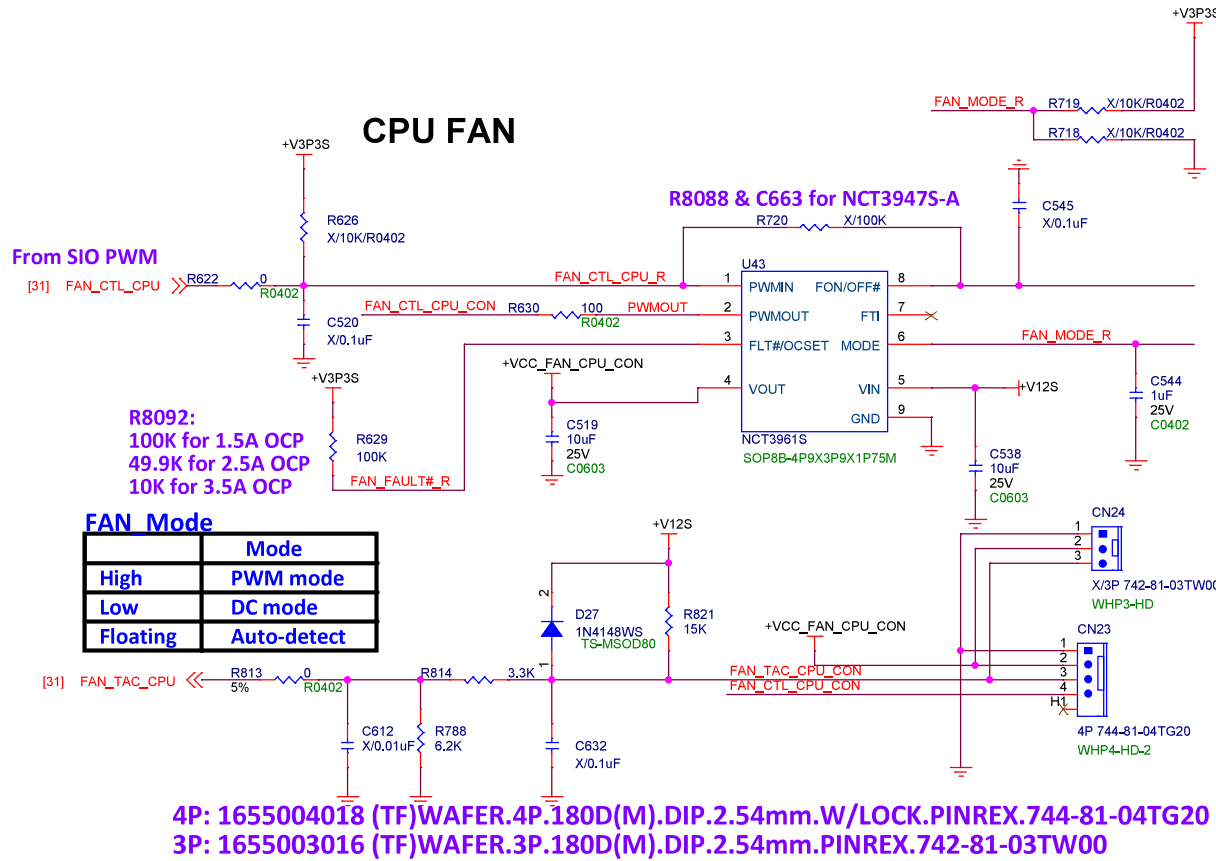 +V3P3S
FAN_MODE_R
R719
X/10K/R0402
R718
X/10K/R0402
CPU FAN
+V3P3S
R8088 & C663 for NCT3947S-A
R626
X/10K/R0402
R720
X/100K
C545
X/0.1uF
From SIO PWM
[31]
FAN_CTL_CPU
R622
0
R0402
FAN_CTL_CPU_R
U43
1
PWMIN
FON/OFF#
8
FAN_CTL_CPU_CON
R630
100
R0402
PWMOUT
2
PWMOUT
FTI
7
C520
X/0.1uF
3
FLT#/OCSET
MODE
6
FAN_MODE_R
+VCC_FAN_CPU_CON
4
VOUT
VIN
5
+V12S
GND
9
NCT3961S
SOP8B-4P9X3P9X1P75M
C544
1uF
25V
C0402
+V3P3S
R8092:
100K for 1.5A OCP
49.9K for 2.5A OCP
10K for 3.5A OCP
R629
100K
FAN_FAULT#_R
C519
10uF
25V
C0603
C538
10uF
25V
C0603
FAN_Mode
Mode
High
PWM mode
Low
DC mode
Floating
Auto-detect
+V12S
2
D27
1N4148WS
TS-MSOD80
1
R821
15K
CN24
1
2
3
X/3P 742-81-03TW00
WHP3-HD
+VCC_FAN_CPU_CON
CN23
1
2
3
4
H1
4P 744-81-04TG20
WHP4-HD-2
FAN_TAC_CPU_CON
FAN_CTL_CPU_CON
[31]
FAN_TAC_CPU
R813
5%
0
R0402
R814
3.3K
C612
X/0.01uF
R788
6.2K
C632
X/0.1uF
4P: 1655004018 (TF)WAFER.4P.180D(M).DIP.2.54mm.W/LOCK.PINREX.744-81-04TG20
3P: 1655003016 (TF)WAFER.3P.180D(M).DIP.2.54mm.PINREX.742-81-03TW00